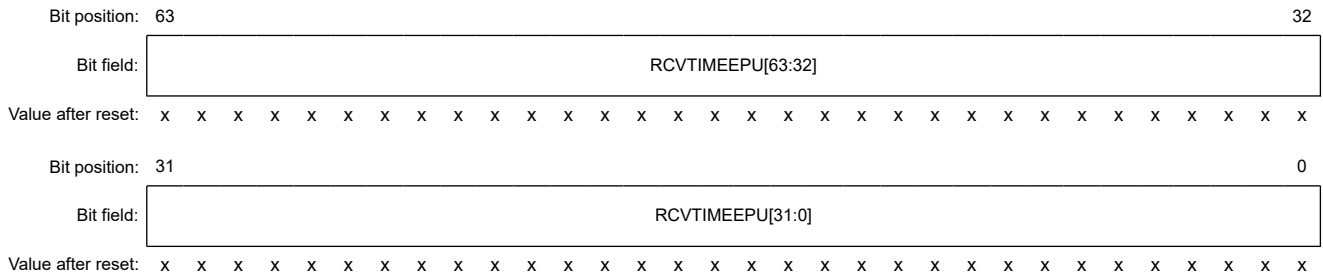 Bit position: 63 32
Bit field: RCVTIMEEPU[63:32]
Value after reset: x x x x x x x x x x x x x x x x x x x x x x x x x x x x x x x x
Bit position: 31 0
Bit field: RCVTIMEEPU[31:0]
Value after reset: x x x x x x x x x x x x x x x x x x x x x x x x x x x x x x x x